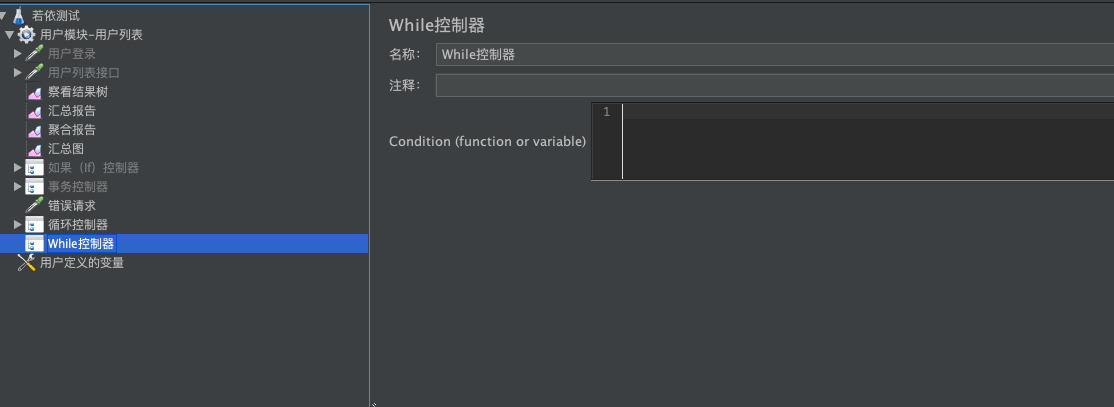 若依测试
用户模块-用户列表
用户登录
用户列表接口
察看结果树
汇总报告
聚合报告
汇总图
如果（If）控制器
事务控制器
错误请求
循环控制器
While控制器
用户定义的变量
While控制器
名称： While控制器
注释：
Condition (function or variable) 1